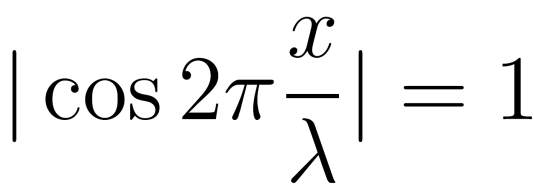 | cos 2π x/λ | = 1